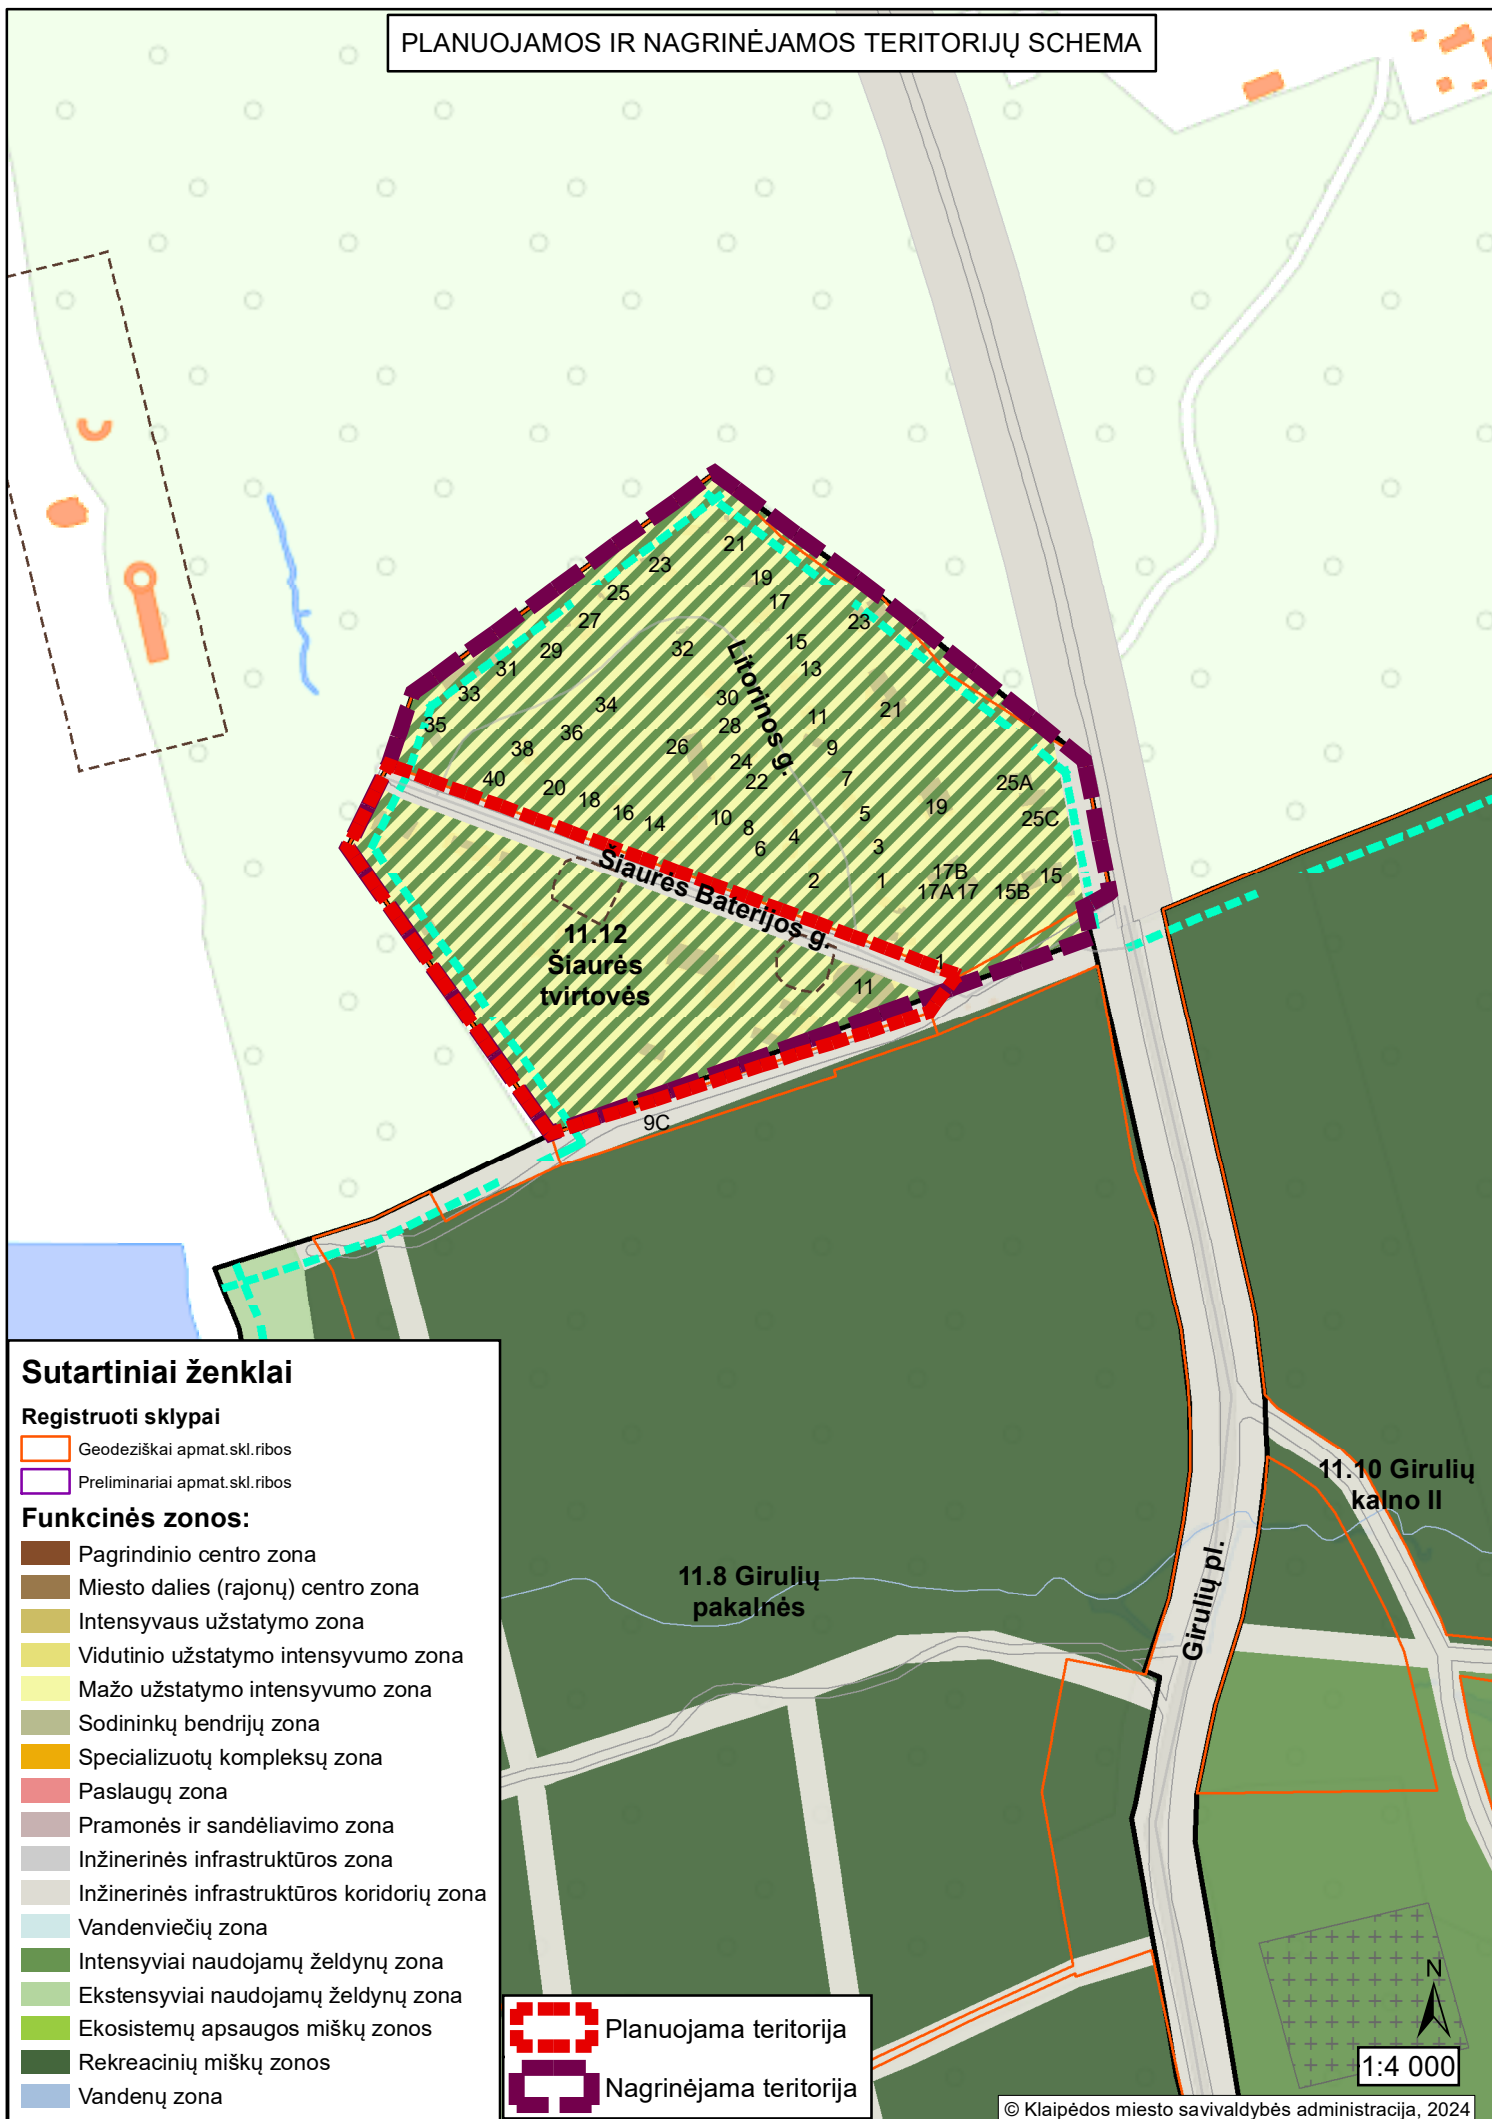 PLANUOJAMOS IR NAGRINĖJAMOS TERITORIJŲ SCHEMA
21
23
19
25
17
27
23
15
32
29
Litorinos g.
13
31
33
30
34
21
11
35
28
36
26
38
9
24
22
7
25A
40
20
18
16
14
10
8
6
4
5
19
25C
3
Šiaurės Baterijos g.
2
1
17B
17A
17
15B
15
11.12
Šiaurės
tvirtovės
1
11
9C
11.10 Girulių
kalno II
11.8 Girulių
pakalnės
Girulių pl.
Sutartiniai ženklai
Registruoti sklypai
Geodeziškai apmat.skl.ribos
Preliminariai apmat.skl.ribos
Funkcinės zonos:
Pagrindinio centro zona
Miesto dalies (rajonų) centro zona
Intensyvaus užstatymo zona
Vidutinio užstatymo intensyvumo zona
Mažo užstatymo intensyvumo zona
Sodininkų bendrijų zona
Specializuotų kompleksų zona
Paslaugų zona
Pramonės ir sandėliavimo zona
Inžinerinės infrastruktūros zona
Inžinerinės infrastruktūros koridorių zona
Vandenviečių zona
Intensyviai naudojamų želdynų zona
Ekstensyviai naudojamų želdynų zona
Ekosistemų apsaugos miškų zonos
Rekreacinių miškų zonos
Vandenų zona
Planuojama teritorija
Nagrinėjama teritorija
N
1:4 000
© Klaipėdos miesto savivaldybės administracija, 2024